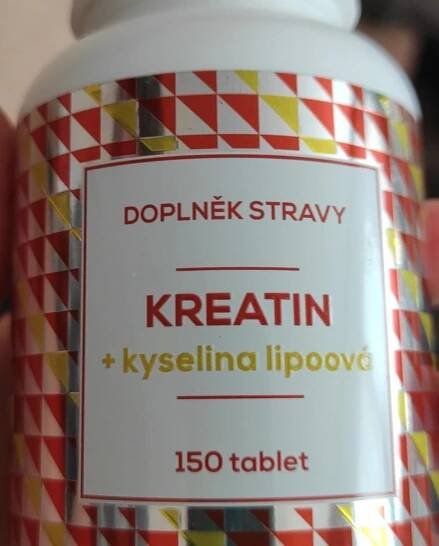 DOPLNĚK STRAVY
KREATIN
+ kyselina lipoová
150 tablet